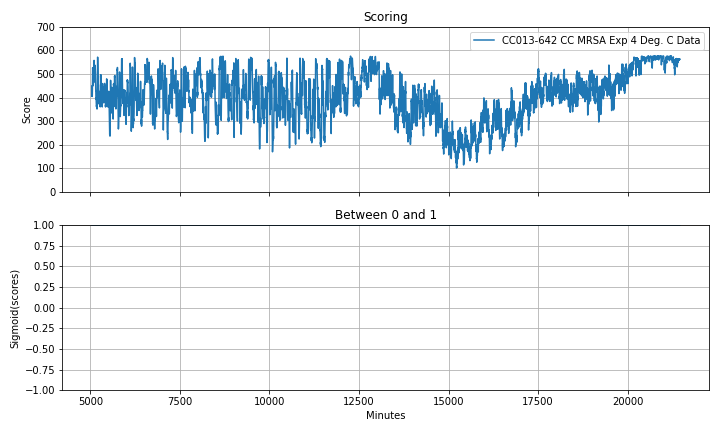 Scoring
700
600
500
400
300
200
100
0
Score
CC013-642 CC MRSA Exp 4 Deg. C Data
Between 0 and 1
1.00
0.75
0.50
0.25
0.00
−0.25
−0.50
−0.75
−1.00
Sigmoid(scores)
5000 7500 10000 12500 15000 17500 20000
Minutes